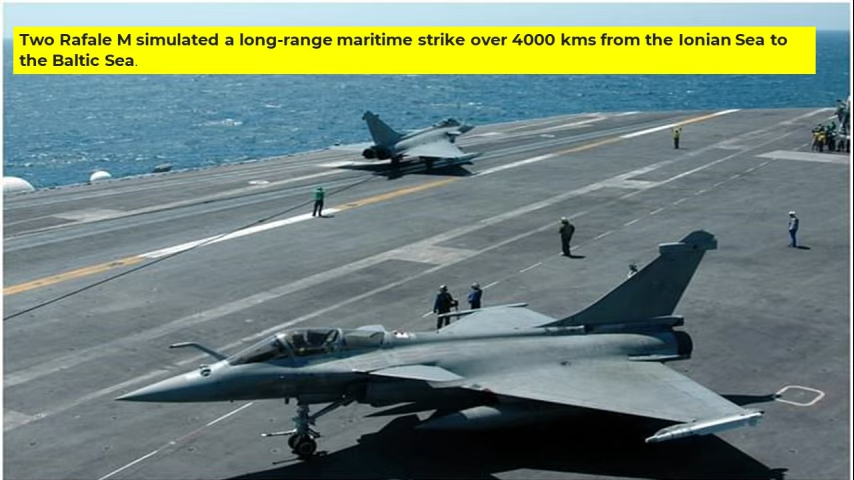 Two Rafale M simulated a long-range maritime strike over 4000 kms from the Ionian Sea to
the Baltic Sea.